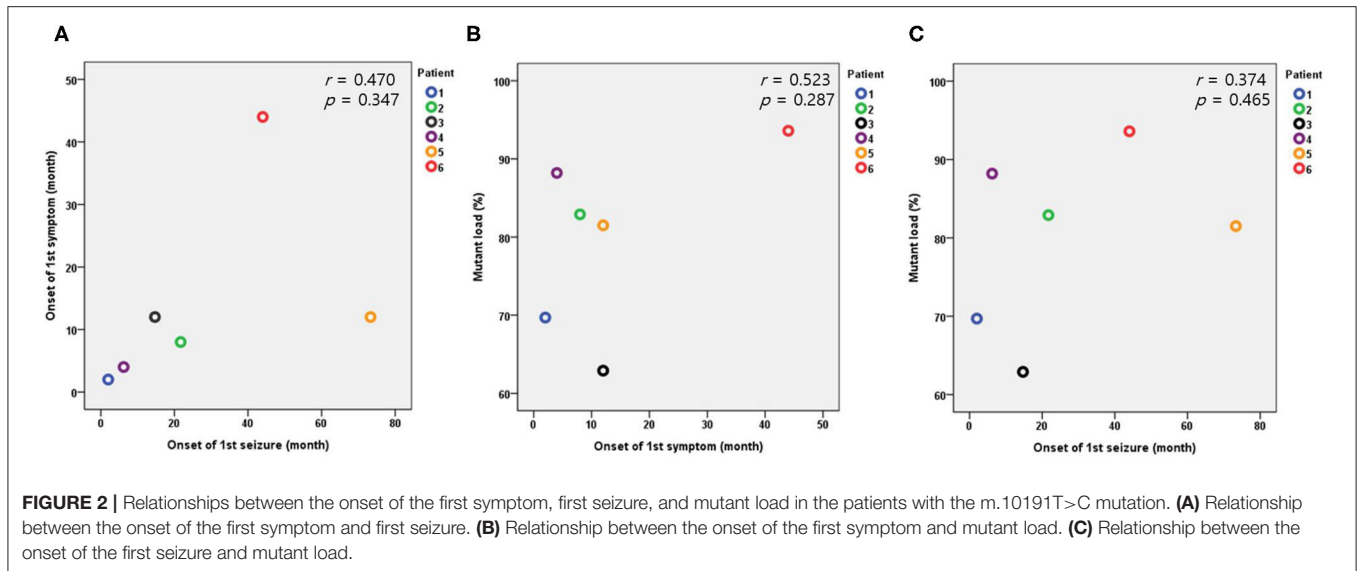 A
r = 0.470
p = 0.347
Patient
1
2
3
4
5
6
50
40
30
20
10
0
Onset of 1st symptom (month)
0 20 40 60 80
Onset of 1st seizure (month)
B
r = 0.523
p = 0.287
Patient
1
2
3
4
5
6
100
90
80
70
60
Mutant load (%)
0 10 20 30 40 50
Onset of 1st symptom (month)
C
r = 0.374
p = 0.465
Patient
1
2
3
4
5
6
100
90
80
70
60
Mutant load (%)
0 20 40 60 80
Onset of 1st seizure (month)
FIGURE 2 | Relationships between the onset of the first symptom, first seizure, and mutant load in the patients with the m.10191T>C mutation. (A) Relationship
between the onset of the first symptom and first seizure. (B) Relationship between the onset of the first symptom and mutant load. (C) Relationship between the
onset of the first seizure and mutant load.